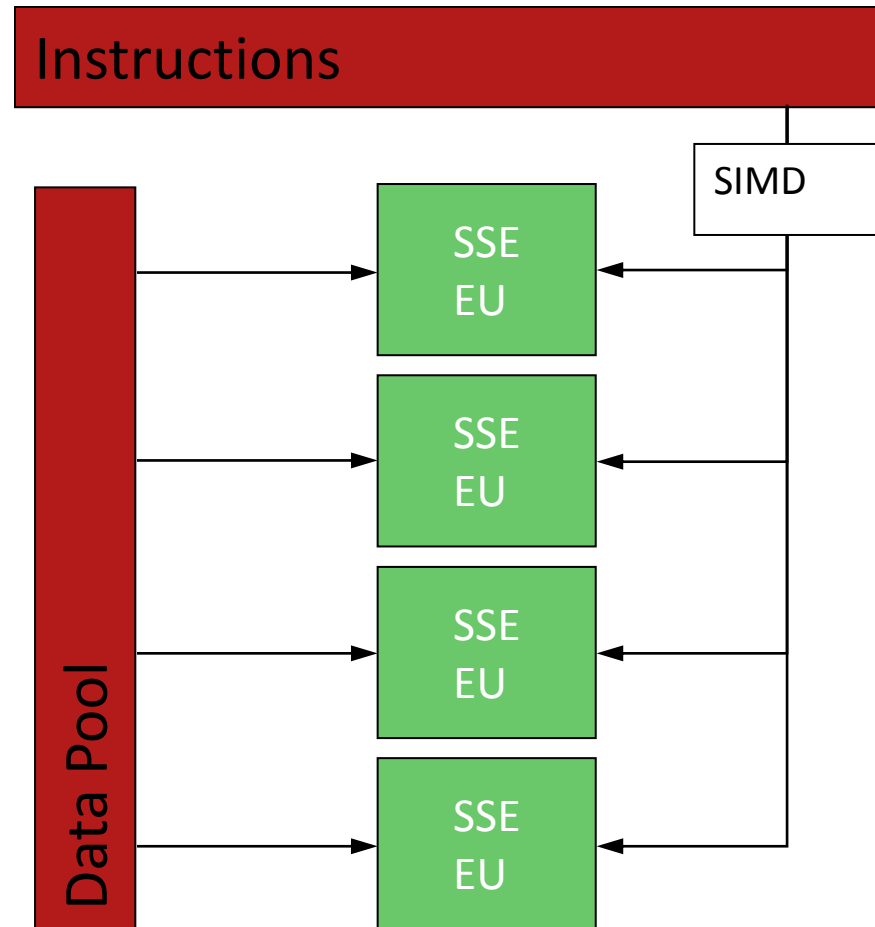 Instructions
SIMD
SSE
EU
SSE
EU
SSE
EU
SSE
EU
Data Pool